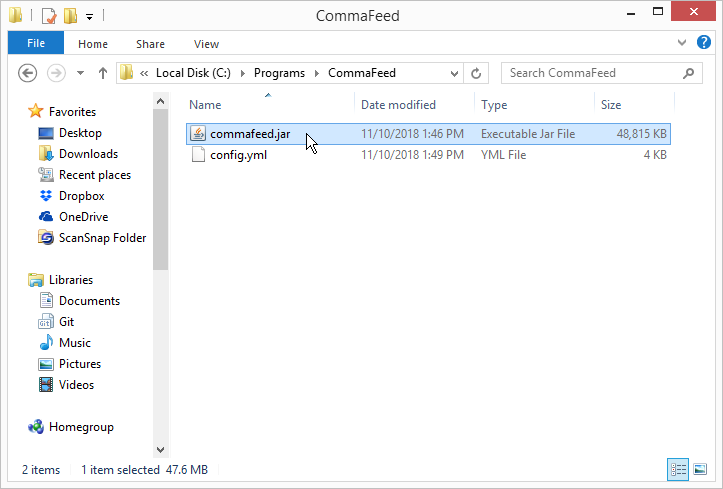 CommaFeed
File Home Share View
« Local Disk (C:) Programs CommaFeed Search CommaFeed
Name Date modified Type Size
commafeed.jar 11/10/2018 1:46 PM Executable Jar File 48,815 KB
config.yml 11/10/2018 1:49 PM YML File 4 KB
Favorites
Desktop
Downloads
Recent places
Dropbox
OneDrive
ScanSnap Folder
Libraries
Documents
Git
Music
Pictures
Videos
Homegroup
2 items 1 item selected 47.6 MB